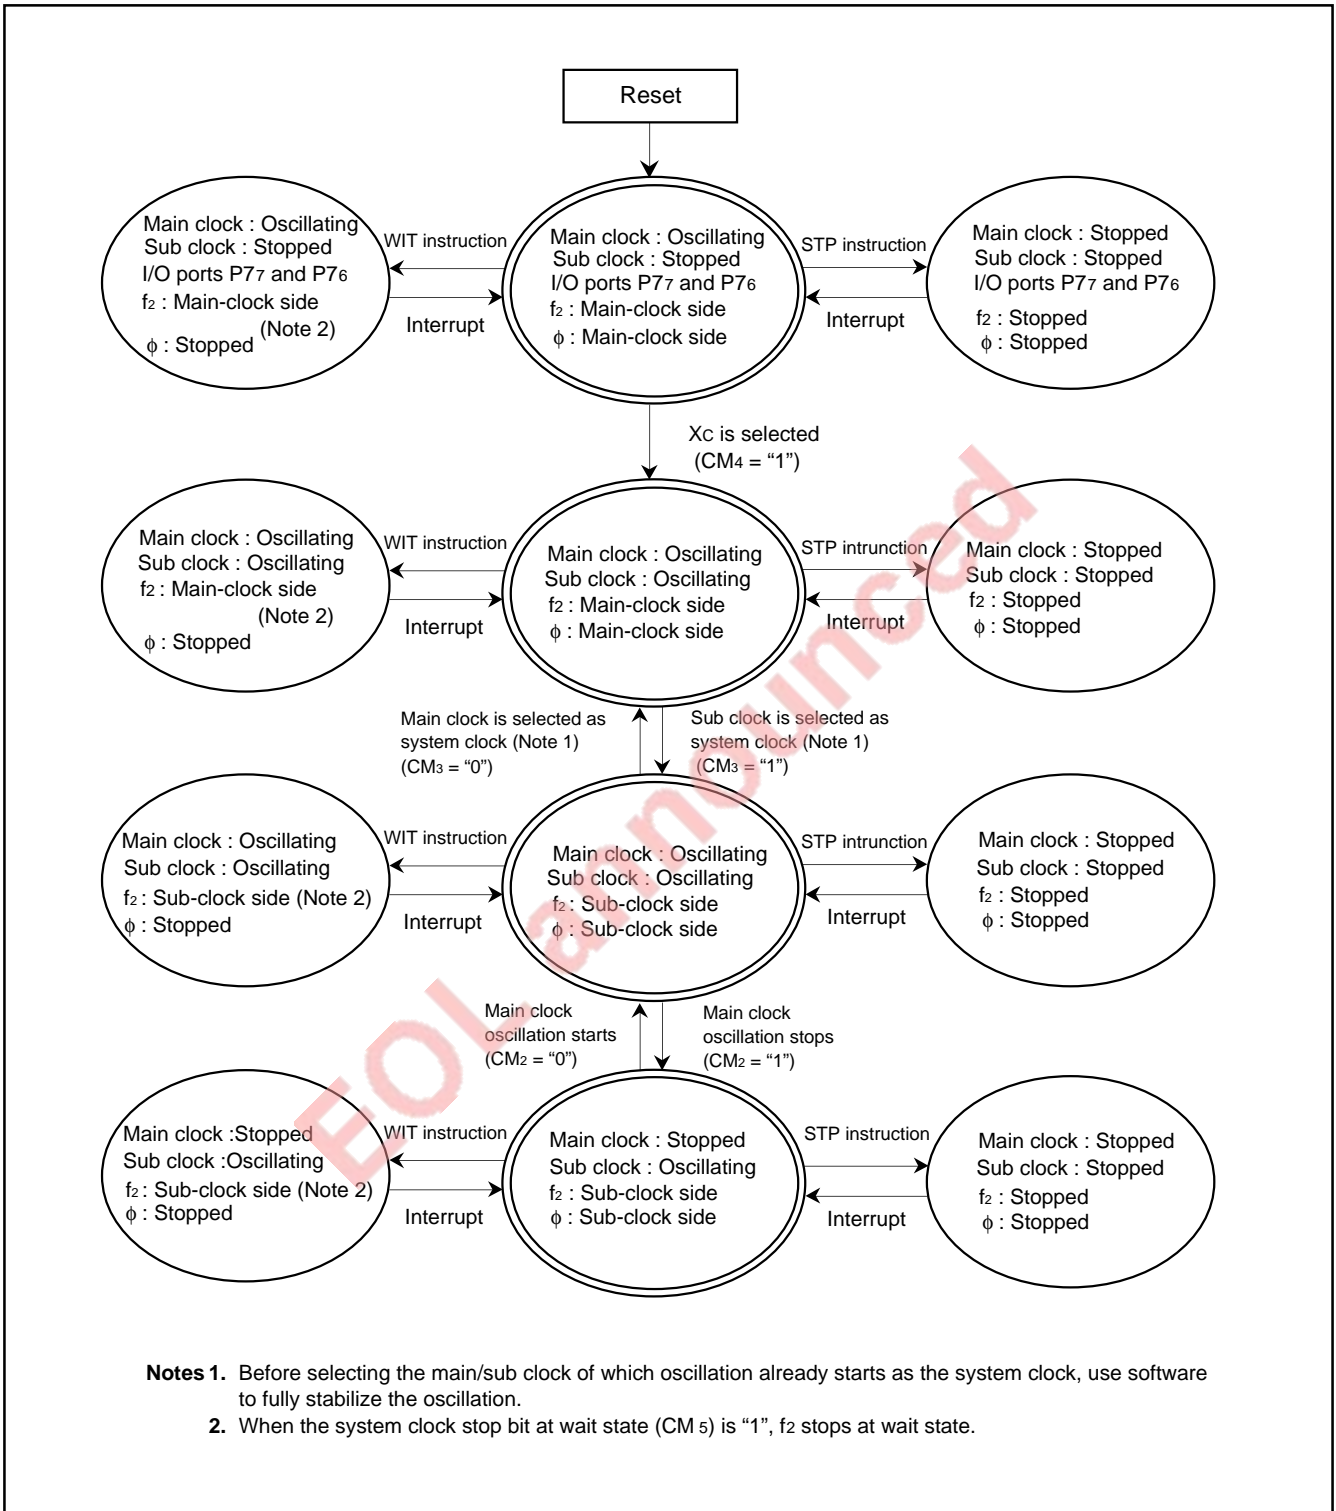 Reset
Main clock : Oscillating
Sub clock : Stopped
I/O ports P77 and P76
f2 : Main-clock side
(Note 2)
ϕ : Stopped
WIT instruction
Interrupt
Main clock : Oscillating
Sub clock : Stopped
I/O ports P77 and P76
f2 : Main-clock side
ϕ : Main-clock side
STP instruction
Interrupt
Main clock : Stopped
Sub clock : Stopped
I/O ports P77 and P76
f2 : Stopped
ϕ : Stopped
XC is selected
(CM4 = “1”)
Main clock : Oscillating
Sub clock : Oscillating
f2 : Main-clock side
(Note 2)
ϕ : Stopped
WIT instruction
Interrupt
Main clock : Oscillating
Sub clock : Oscillating
f2 : Main-clock side
ϕ : Main-clock side
STP intrunction
Interrupt
Main clock : Stopped
Sub clock : Stopped
f2 : Stopped
ϕ : Stopped
Main clock is selected as
system clock (Note 1)
(CM3 = “0”)
Sub clock is selected as
system clock (Note 1)
(CM3 = “1”)
Main clock : Oscillating
Sub clock : Oscillating
f2 : Sub-clock side (Note 2)
ϕ : Stopped
WIT instruction
Interrupt
Main clock : Oscillating
Sub clock : Oscillating
f2 : Sub-clock side
ϕ : Sub-clock side
STP intrunction
Interrupt
Main clock : Stopped
Sub clock : Stopped
f2 : Stopped
ϕ : Stopped
Main clock
oscillation starts
(CM2 = “0”)
Main clock
oscillation stops
(CM2 = “1”)
Main clock :Stopped
Sub clock :Oscillating
f2 : Sub-clock side (Note 2)
ϕ : Stopped
WIT instruction
Interrupt
Main clock : Stopped
Sub clock : Oscillating
f2 : Sub-clock side
ϕ : Sub-clock side
STP instruction
Interrupt
Main clock : Stopped
Sub clock : Stopped
f2 : Stopped
ϕ : Stopped
EOL announced
Notes 1. Before selecting the main/sub clock of which oscillation already starts as the system clock, use software
to fully stabilize the oscillation.
2. When the system clock stop bit at wait state (CM 5) is “1”, f2 stops at wait state.